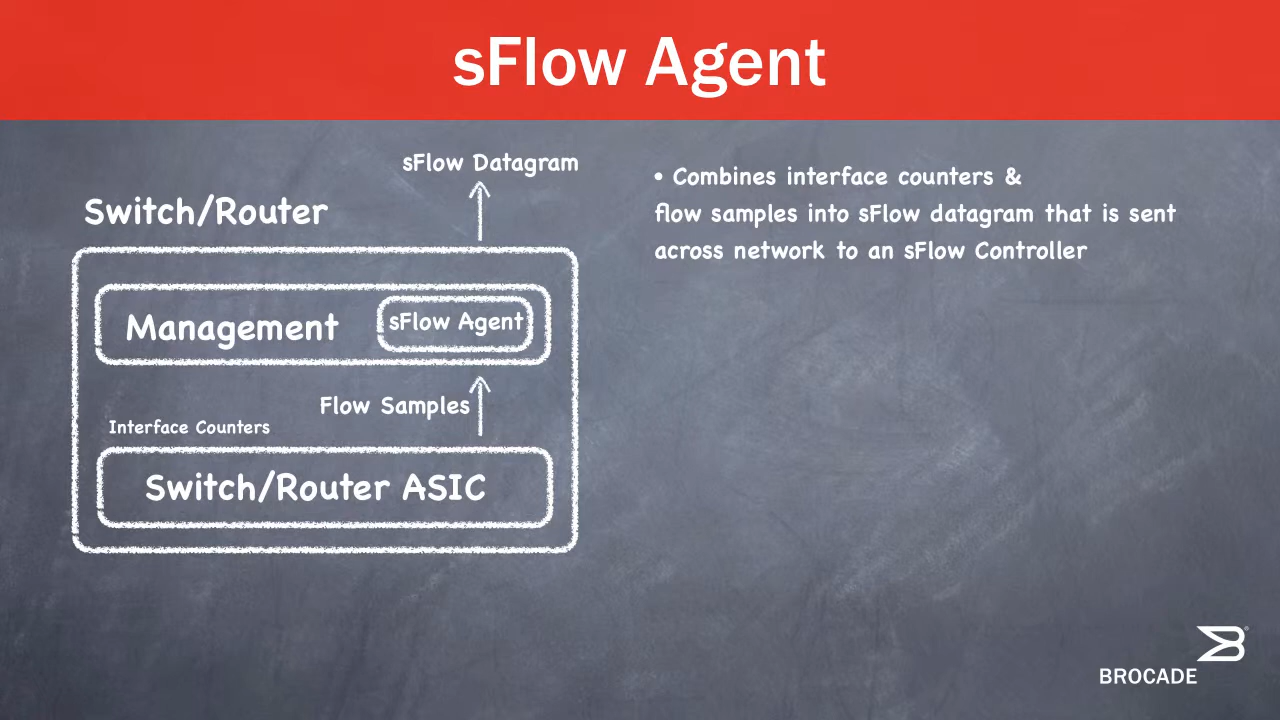 sFlow Agent
sFlow Datagram
Switch/Router
Management
sFlow Agent
Flow Samples
Interface Counters
Switch/Router ASIC
• Combines interface counters &
flow samples into sFlow datagram that is sent
across network to an sFlow Controller
BROCADE